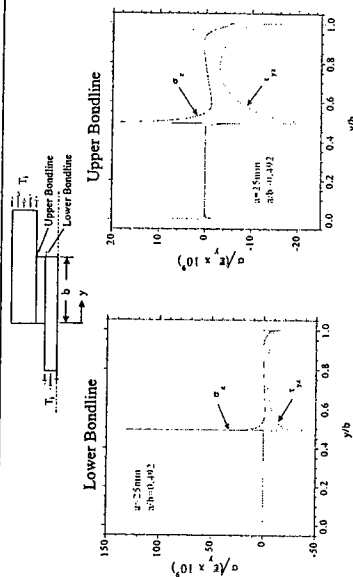 T₁
Upper Bondline
Lower Bondline
b
y
T₁
Lower Bondline
150
100
50
0
-50
a=25mm
a/b=0.492
σz
τyz
0.0
0.2
0.4
0.6
0.8
1.0
y/b
Upper Bondline
20
10
0
-10
-20
σz
τyz
a=25mm
a/b=0.492
0.0
0.2
0.4
0.6
0.8
1.0
y/b